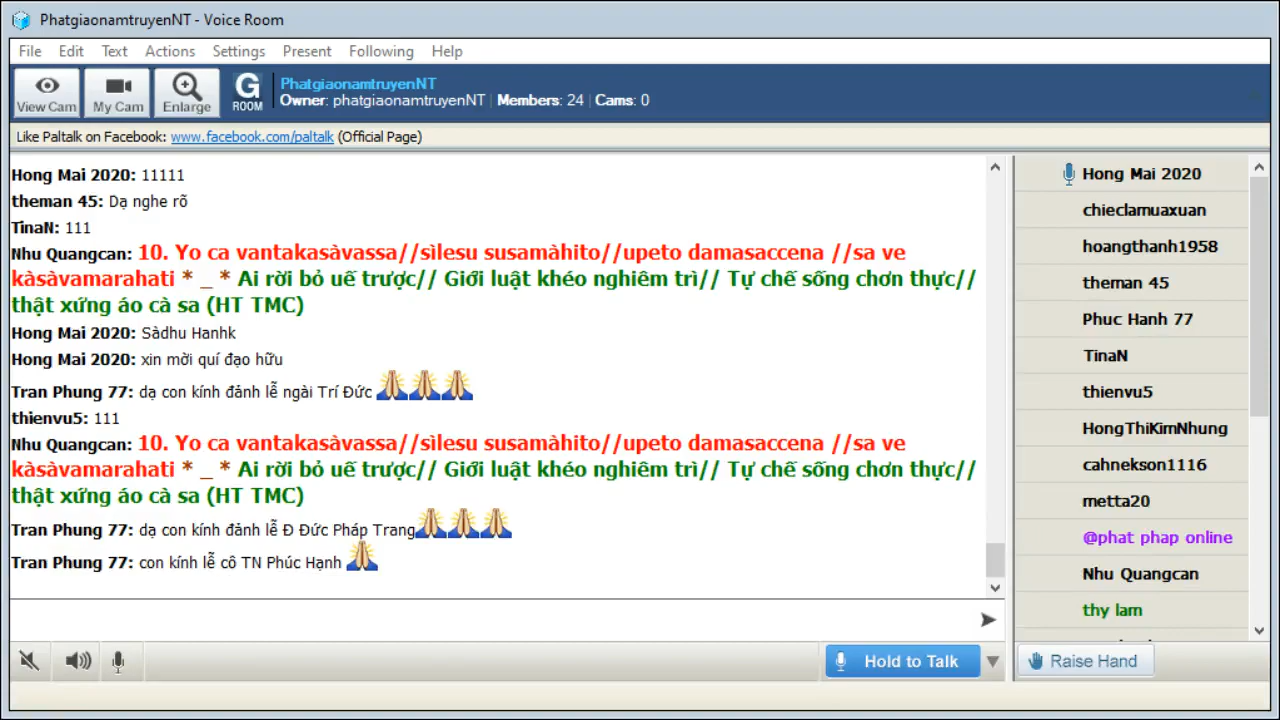 PhatgiaonamtruyenNT - Voice Room
File Edit Text Actions Settings Present Following Help
View Cam My Cam Enlarge G ROOM
PhatgiaonamtruyenNT
Owner: phatgiaonamtruyenNT | Members: 24 | Cams: 0
Like Paltalk on Facebook: www.facebook.com/paltalk (Official Page)
Hong Mai 2020: 11111
theman 45: Dạ nghe rõ
TinaN: 111
Nhu Quangcan: 10. Yo ca vantakasàvassa//sìlesu susamàhito//upeto damasaccena //sa ve
kàsàvamarahati * _ * Ai rời bỏ uế trược// Giới luật khéo nghiêm trì// Tự chế sống chơn thực//
thật xứng áo cà sa (HT TMC)
Hong Mai 2020: Sàdhu Hanhk
Hong Mai 2020: xin mời quí đạo hữu
Tran Phung 77: dạ con kính đảnh lễ ngài Trí Đức
thienvu5: 111
Nhu Quangcan: 10. Yo ca vantakasàvassa//sìlesu susamàhito//upeto damasaccena //sa ve
kàsàvamarahati * _ * Ai rời bỏ uế trược// Giới luật khéo nghiêm trì// Tự chế sống chơn thực//
thật xứng áo cà sa (HT TMC)
Tran Phung 77: dạ con kính đảnh lễ Đ Đức Pháp Trang
Tran Phung 77: con kính lễ cô TN Phúc Hạnh
Hong Mai 2020
chieclamuaxuan
hoangthanh1958
theman 45
Phuc Hanh 77
TinaN
thienvu5
HongThiKimNhung
cahnekson1116
metta20
@phat phap online
Nhu Quangcan
thy lam
Hold to Talk
Raise Hand